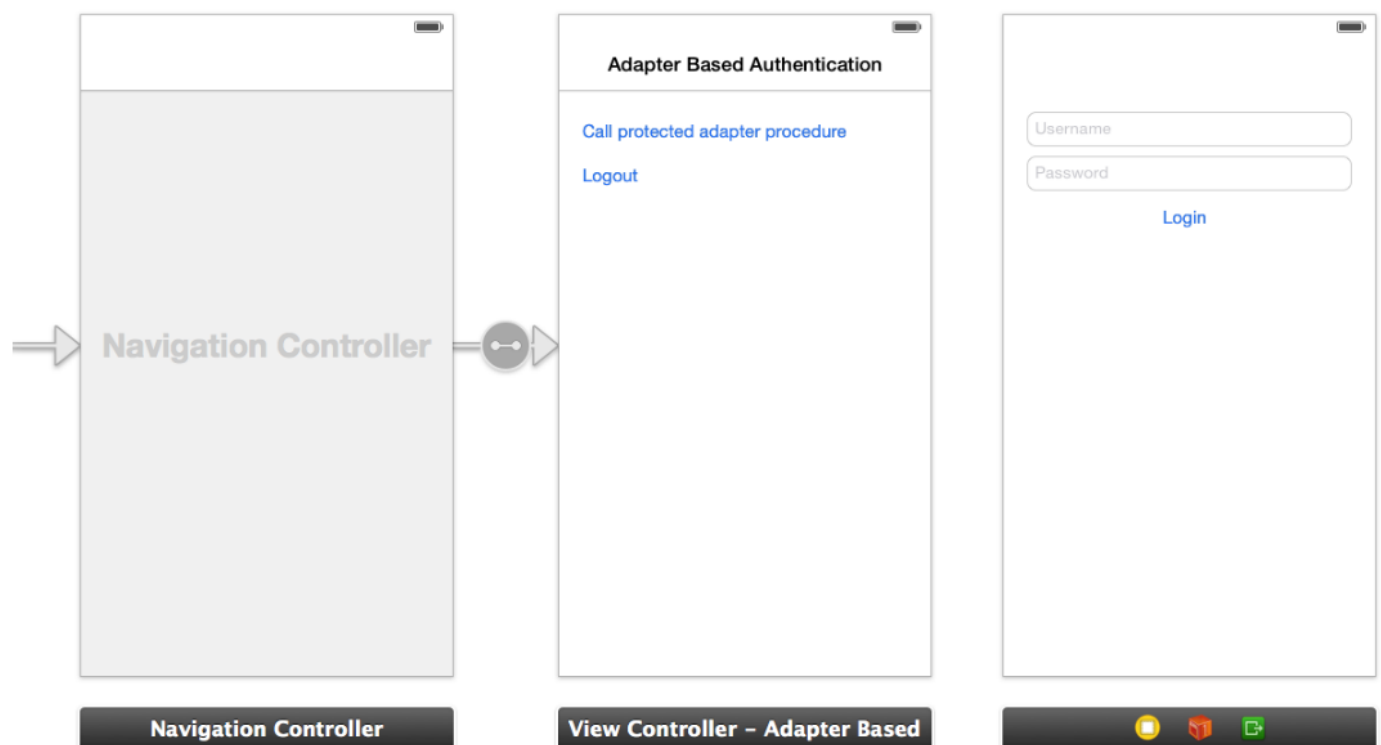 Navigation Controller
Navigation Controller
Adapter Based Authentication
Call protected adapter procedure
Logout
View Controller – Adapter Based
Username
Password
Login